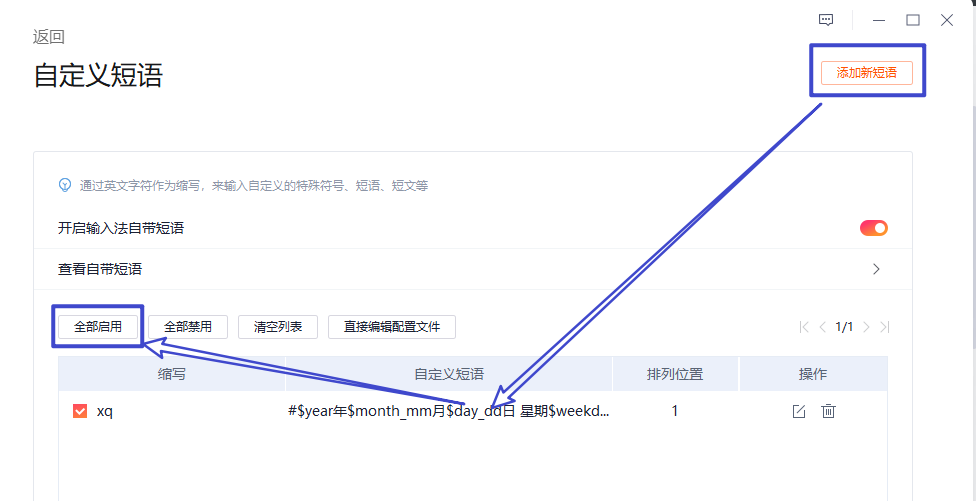 返回
自定义短语
添加新短语
通过英文字符作为缩写，来输入自定义的特殊符号、短语、短文等
开启输入法自带短语
查看自带短语
全部启用 全部禁用 清空列表 直接编辑配置文件 1/1
缩写 自定义短语 排列位置 操作
xq #$year年$month_mm月$day_dd日 星期$weekd... 1